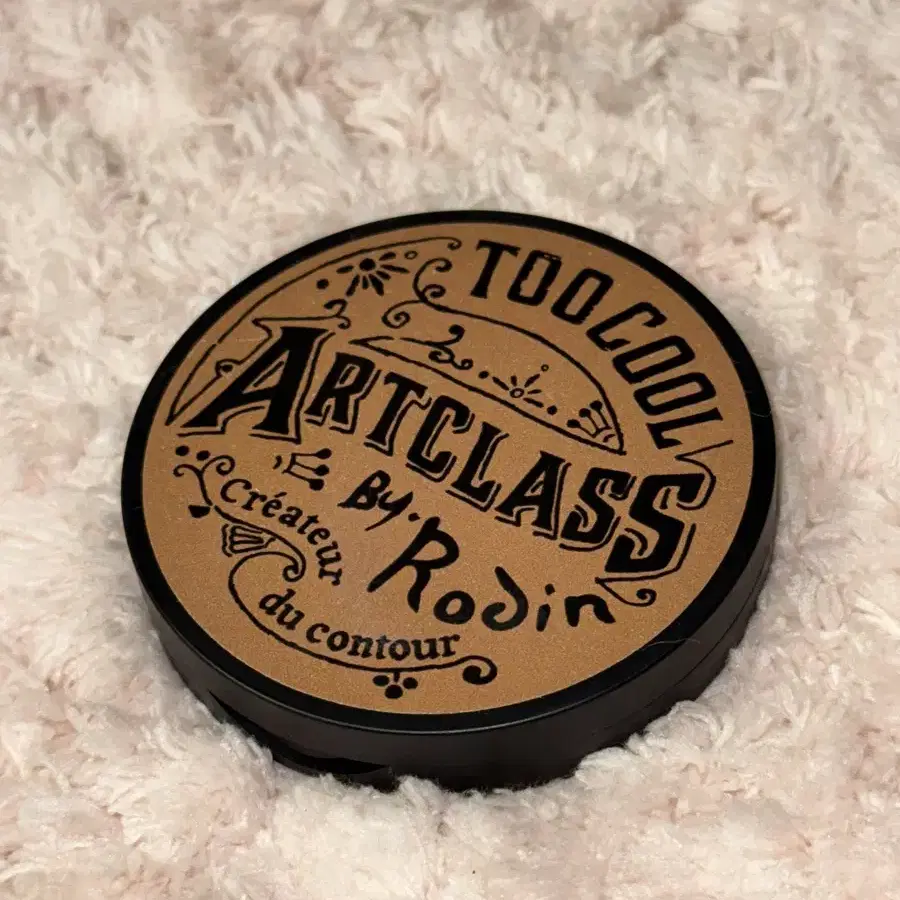 TOO COOL
ARTCLASS
By.
Rodin
Créateur
du contour